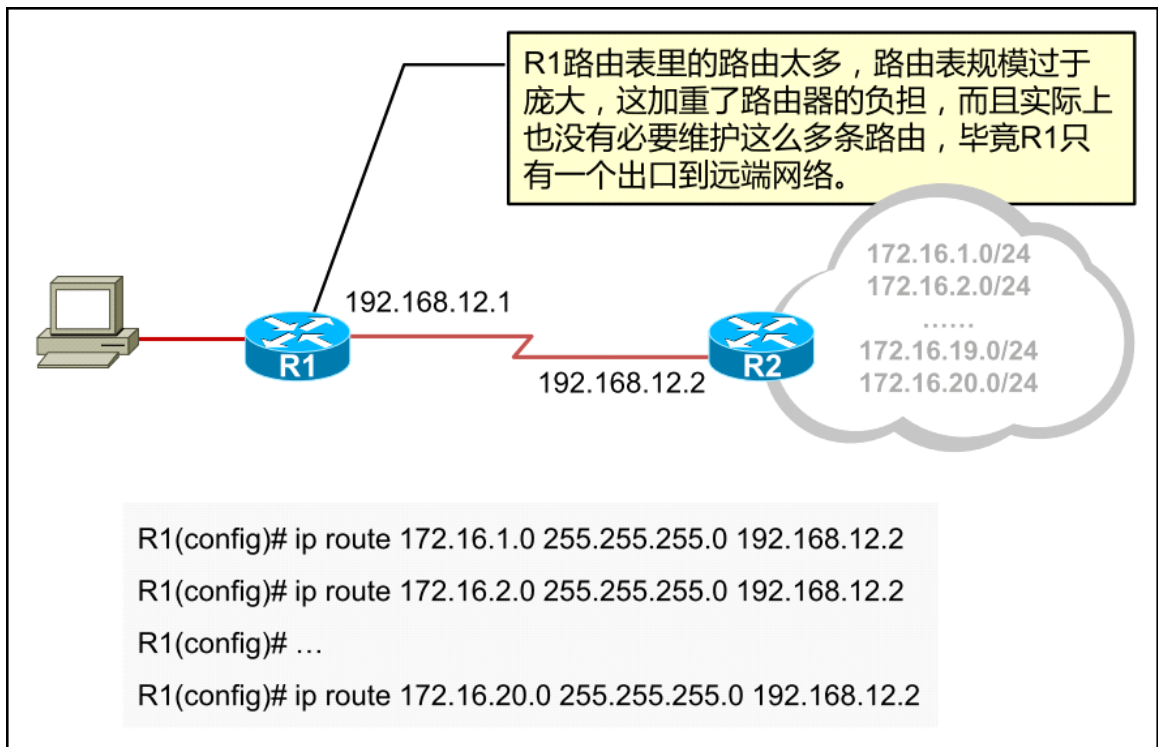 R1路由表里的路由太多，路由表规模过于
庞大，这加重了路由器的负担，而且实际上
也没有必要维护这么多条路由，毕竟R1只
有一个出口到远端网络。
172.16.1.0/24
172.16.2.0/24
……
172.16.19.0/24
172.16.20.0/24
192.168.12.1
R1
R2
192.168.12.2
R1(config)# ip route 172.16.1.0 255.255.255.0 192.168.12.2
R1(config)# ip route 172.16.2.0 255.255.255.0 192.168.12.2
R1(config)# …
R1(config)# ip route 172.16.20.0 255.255.255.0 192.168.12.2